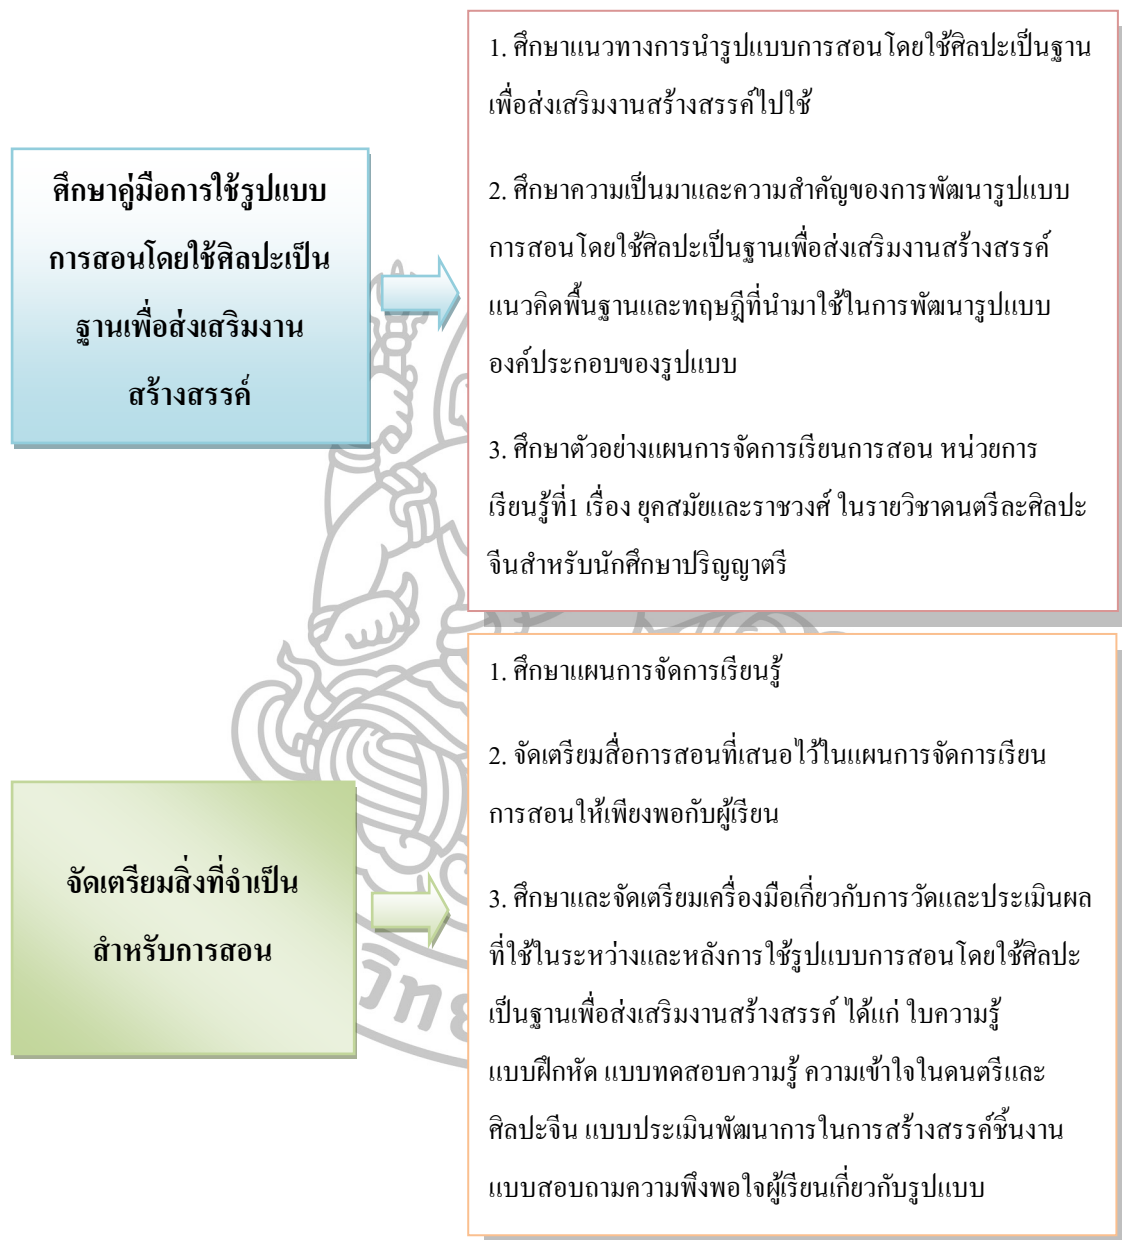 ศึกษาคู่มือการใช้รูปแบบ
การสอนโดยใช้ศิลปะเป็น
ฐานเพื่อส่งเสริมงาน
สร้างสรรค์
1. ศึกษาแนวทางการนำรูปแบบการสอนโดยใช้ศิลปะเป็นฐาน
เพื่อส่งเสริมงานสร้างสรรค์ไปใช้
2. ศึกษาความเป็นมาและความสำคัญของการพัฒนารูปแบบ
การสอนโดยใช้ศิลปะเป็นฐานเพื่อส่งเสริมงานสร้างสรรค์
แนวคิดพื้นฐานและทฤษฎีที่นำมาใช้ในการพัฒนารูปแบบ
องค์ประกอบของรูปแบบ
3. ศึกษาตัวอย่างแผนการจัดการเรียนการสอน หน่วยการ
เรียนรู้ที่1 เรื่อง ยุคสมัยและราชวงศ์ ในรายวิชาดนตรีละศิลปะ
จีนสำหรับนักศึกษาปริญญาตรี
จัดเตรียมสิ่งที่จำเป็น
สำหรับการสอน
1. ศึกษาแผนการจัดการเรียนรู้
2. จัดเตรียมสื่อการสอนที่เสนอไว้ในแผนการจัดการเรียน
การสอนให้เพียงพอกับผู้เรียน
3. ศึกษาและจัดเตรียมเครื่องมือเกี่ยวกับการวัดและประเมินผล
ที่ใช้ในระหว่างและหลังการใช้รูปแบบการสอนโดยใช้ศิลปะ
เป็นฐานเพื่อส่งเสริมงานสร้างสรรค์ ได้แก่ ใบความรู้
แบบฝึกหัด แบบทดสอบความรู้ ความเข้าใจในดนตรีและ
ศิลปะจีน แบบประเมินพัฒนาการในการสร้างสรรค์ชิ้นงาน
แบบสอบถามความพึงพอใจผู้เรียนเกี่ยวกับรูปแบบ